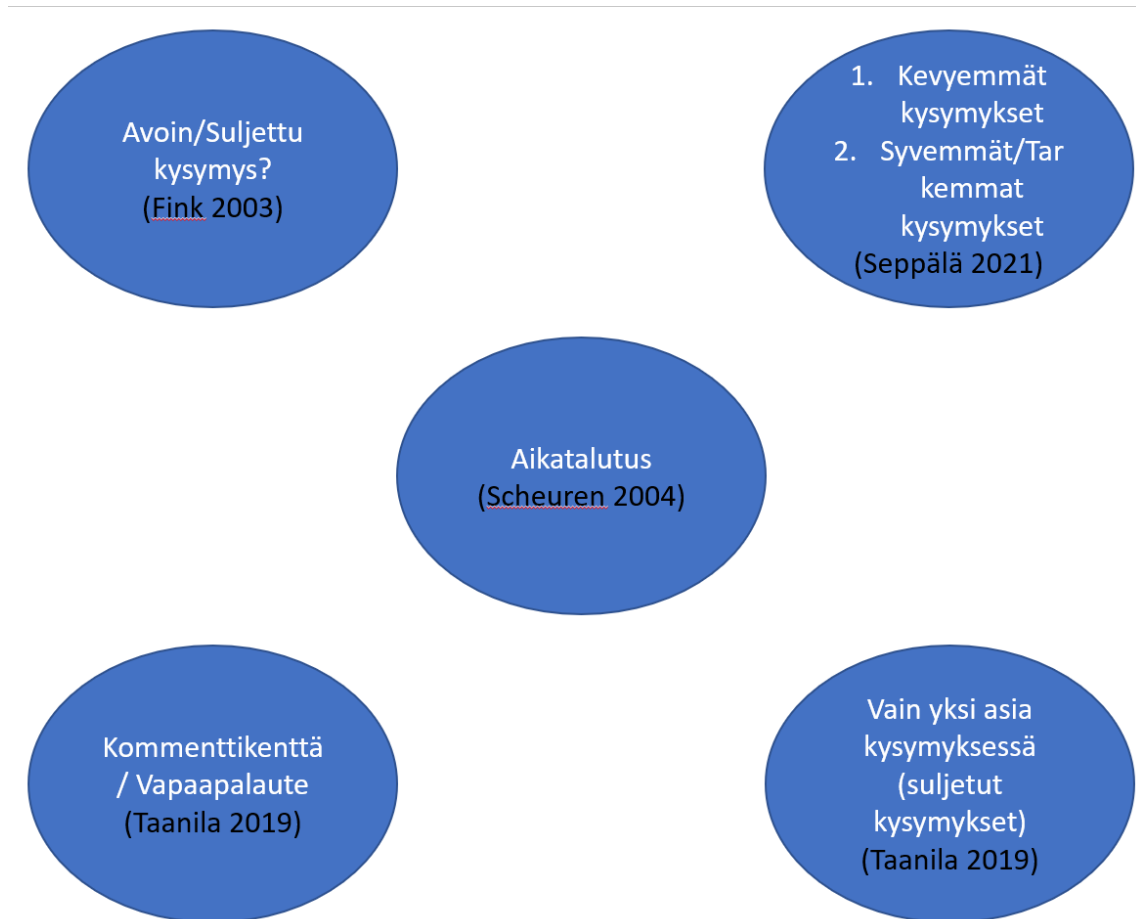 Avoin/Suljettu
kysymys?
(Fink 2003)
1. Kevyemmät
kysymykset
2. Syvemmät/Tar
kemmat
kysymykset
(Seppälä 2021)
Aikatalutus
(Scheuren 2004)
Kommenttikenttä
/ Vapaapalaute
(Taanila 2019)
Vain yksi asia
kysymyksessä
(suljetut
kysymykset)
(Taanila 2019)